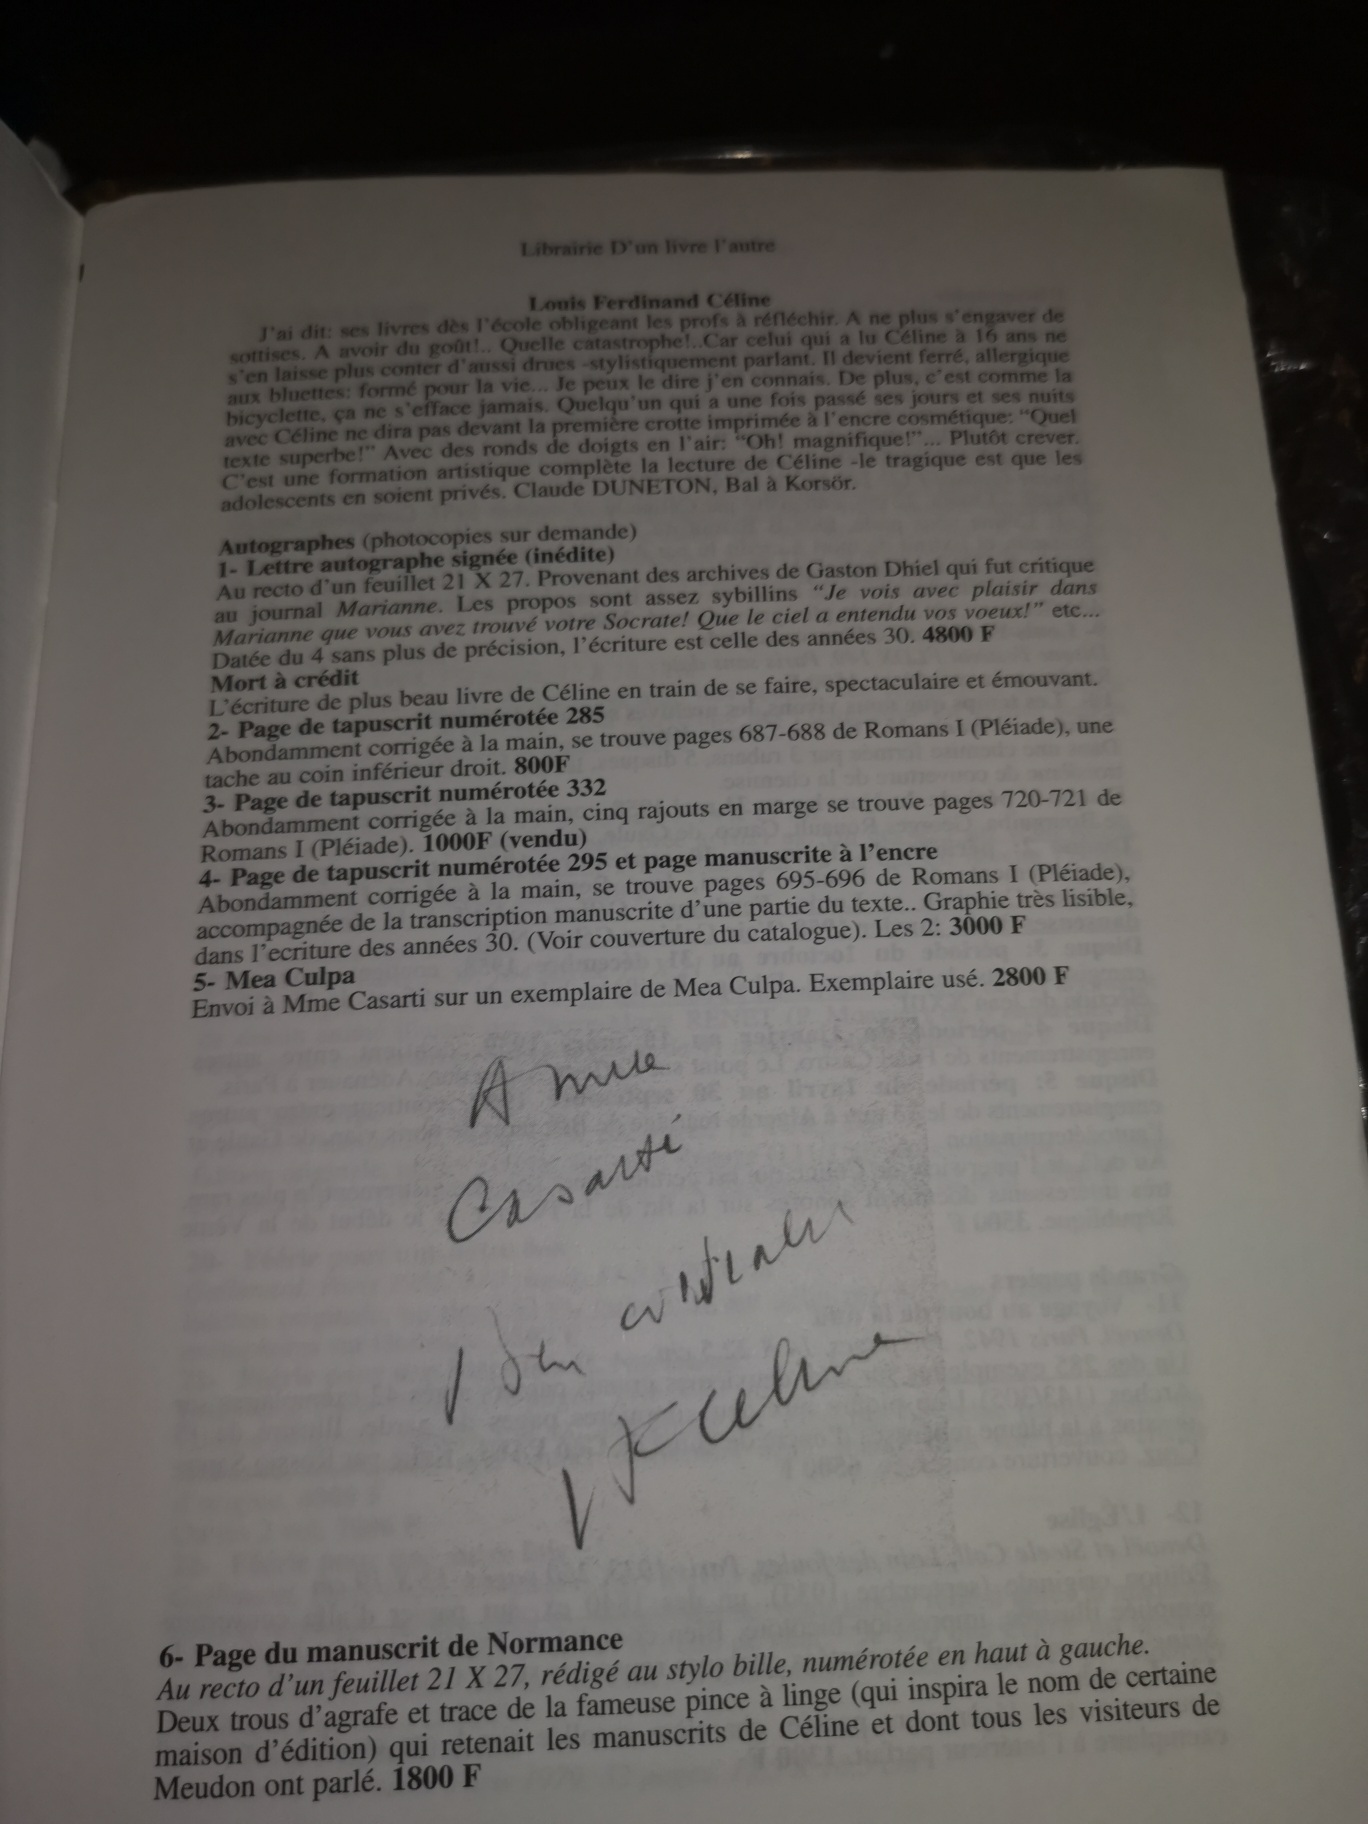 Librairie D'un livre l'autre
Louis Ferdinand Céline
J'ai dit: ses livres dès l'école obligeant les profs à réfléchir. A ne plus s'engaver de
sottises. A avoir du goût!.. Quelle catastrophe!..Car celui qui a lu Céline à 16 ans ne
s'en laisse plus conter d'aussi drues -stylistiquement parlant. Il devient ferré, allergique
aux bluettes: formé pour la vie... Je peux le dire j'en connais. De plus, c'est comme la
bicyclette, ça ne s'efface jamais. Quelqu'un qui a une fois passé ses jours et ses nuits
avec Céline ne dira pas devant la première crotte imprimée à l'encre cosmétique: "Quel
texte superbe!" Avec des ronds de doigts en l'air: "Oh! magnifique!"... Plutôt crever.
C'est une formation artistique complète la lecture de Céline -le tragique est que les
adolescents en soient privés. Claude DUNETON, Bal à Korsör.
Autographes (photocopies sur demande)
1- Lettre autographe signée (inédite)
Au recto d'un feuillet 21 X 27. Provenant des archives de Gaston Dhiel qui fut critique
au journal Marianne. Les propos sont assez sybillins "Je vois avec plaisir dans
Marianne que vous avez trouvé votre Socrate! Que le ciel a entendu vos voeux!" etc...
Datée du 4 sans plus de précision, l'écriture est celle des années 30. 4800 F
Mort à crédit
L'écriture de plus beau livre de Céline en train de se faire, spectaculaire et émouvant.
2- Page de tapuscrit numérotée 285
Abondamment corrigée à la main, se trouve pages 687-688 de Romans I (Pléiade), une
tache au coin inférieur droit. 800F
3- Page de tapuscrit numérotée 332
Abondamment corrigée à la main, cinq rajouts en marge se trouve pages 720-721 de
Romans I (Pléiade). 1000F (vendu)
4- Page de tapuscrit numérotée 295 et page manuscrite à l'encre
Abondamment corrigée à la main, se trouve pages 695-696 de Romans I (Pléiade),
accompagnée de la transcription manuscrite d'une partie du texte.. Graphie très lisible,
dans l'ecriture des années 30. (Voir couverture du catalogue). Les 2: 3000 F
5- Mea Culpa
Envoi à Mme Casarti sur un exemplaire de Mea Culpa. Exemplaire usé. 2800 F
A Mme
Casarti
bien
LF Celine
6- Page du manuscrit de Normance
Au recto d'un feuillet 21 X 27, rédigé au stylo bille, numérotée en haut à gauche.
Deux trous d'agrafe et trace de la fameuse pince à linge (qui inspira le nom de certaine
maison d'édition) qui retenait les manuscrits de Céline et dont tous les visiteurs de
Meudon ont parlé. 1800 F